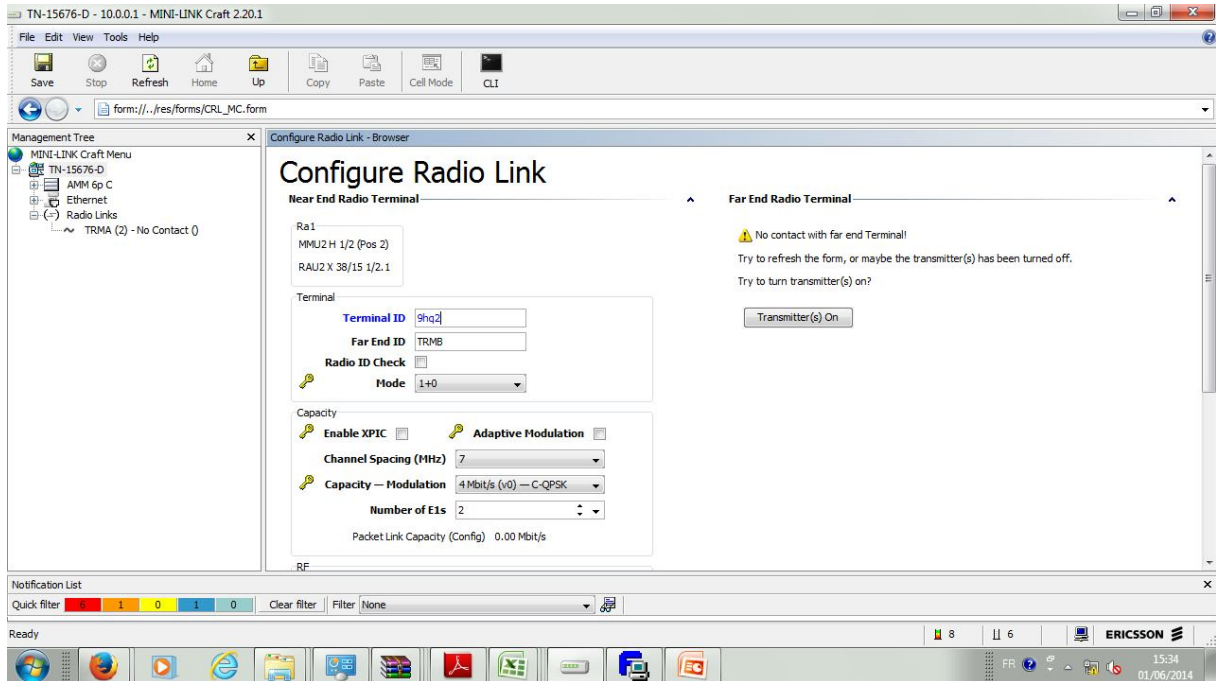 TN-15676-D - 10.0.0.1 - MINI-LINK Craft 2.20.1
File Edit View Tools Help
Save Stop Refresh Home Up Copy Paste Cell Mode CLI
form://../res/forms/CRL_MC.form
Management Tree
MINI-LINK Craft Menu
TN-15676-D
AMM 6p C
Ethernet
Radio Links
TRMA (2) - No Contact ()
Configure Radio Link - Browser
Configure Radio Link
Near End Radio Terminal
Ra1
MMU2 H 1/2 (Pos 2)
RAU2 X 38/15 1/2.1
Terminal
Terminal ID 9hq2
Far End ID TRMB
Radio ID Check
Mode 1+0
Capacity
Enable XPIC Adaptive Modulation
Channel Spacing (MHz) 7
Capacity — Modulation 4 Mbit/s (v0) — C-QPSK
Number of E1s 2
Packet Link Capacity (Config) 0.00 Mbit/s
RF
Far End Radio Terminal
No contact with far end Terminal!
Try to refresh the form, or maybe the transmitter(s) has been turned off.
Try to turn transmitter(s) on?
Transmitter(s) On
Notification List
Quick filter 6 1 0 1 0 Clear filter Filter None
Ready 8 6 ERICSSON
FR 15:34
01/06/2014